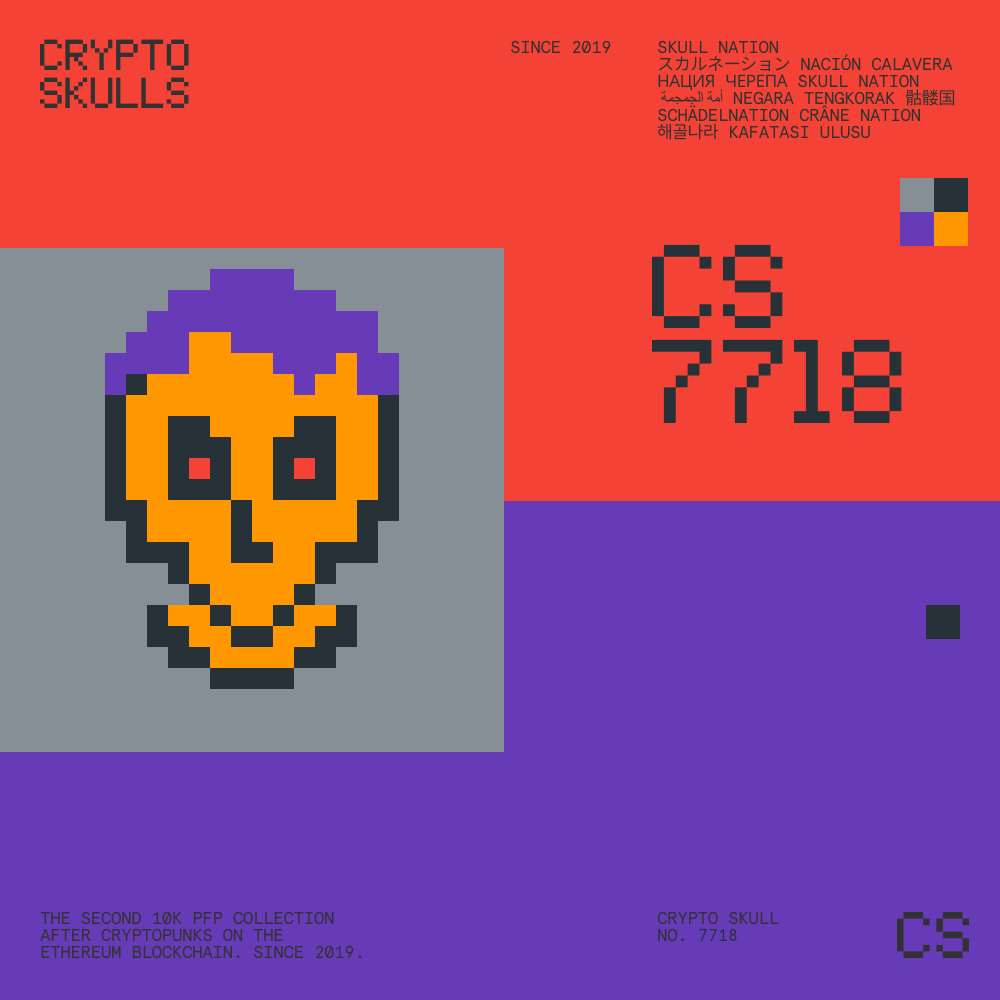 CRYPTO
SKULLS
SINCE 2019
SKULL NATION
スカルネーション NACIÓN CALAVERA
НАЦИЯ ЧЕРЕПА SKULL NATION
أمة الجمجمة NEGARA TENGKORAK 骷髅国
SCHÄDELNATION CRÂNE NATION
해골나라 KAFATASI ULUSU
CS
7718
THE SECOND 10K PFP COLLECTION
AFTER CRYPTOPUNKS ON THE
ETHEREUM BLOCKCHAIN. SINCE 2019.
CRYPTO SKULL
NO. 7718
CS